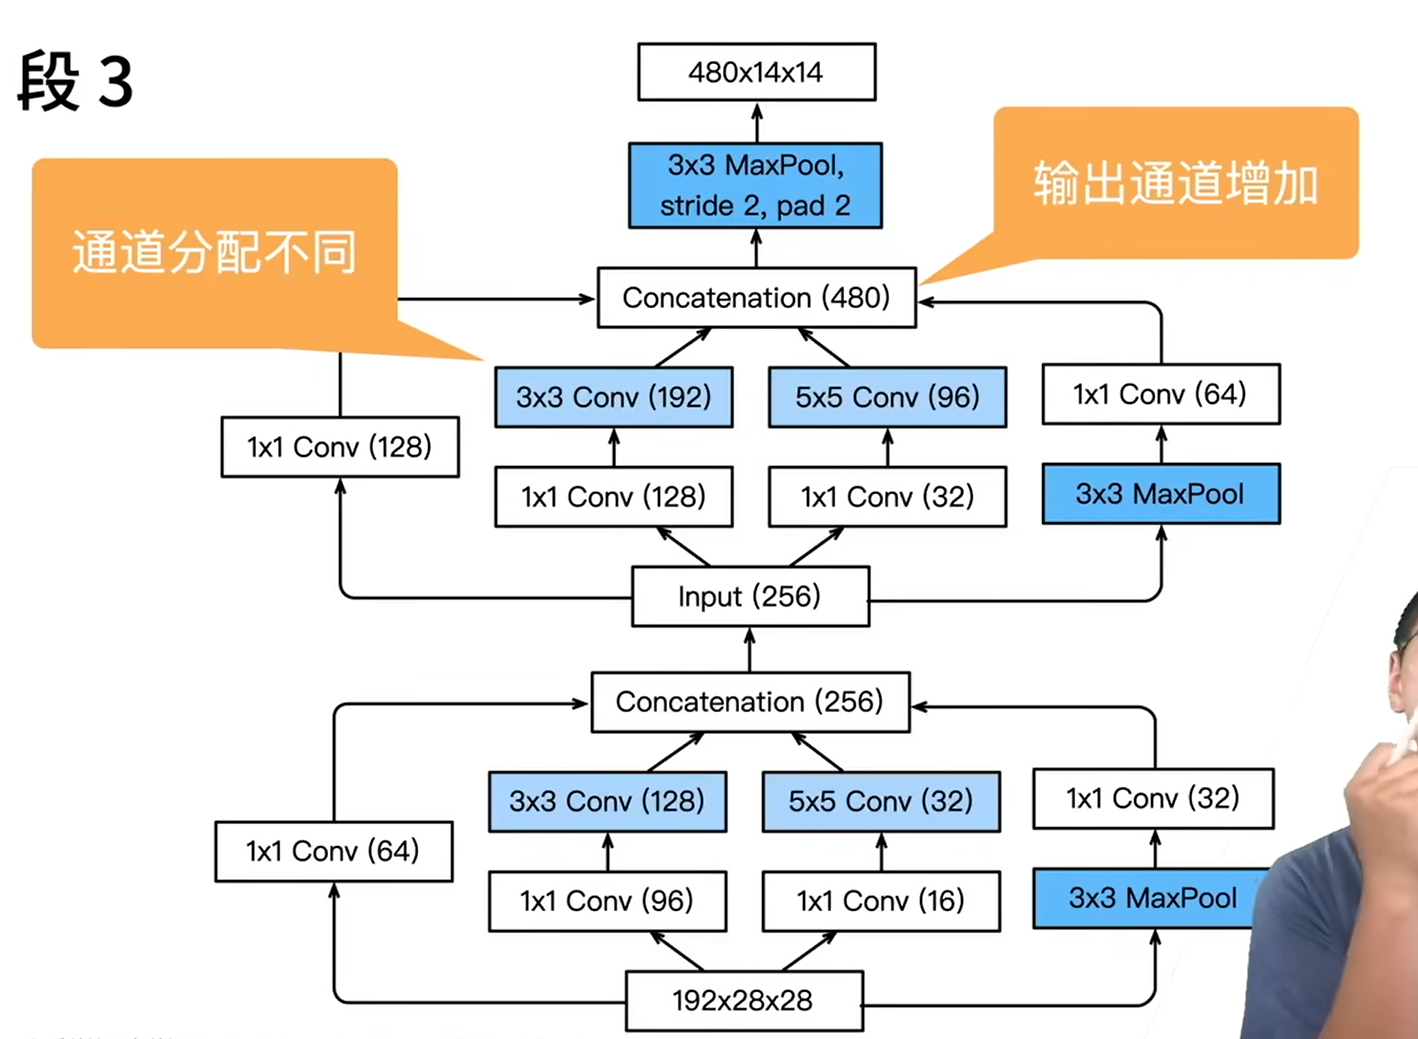 段 3
480x14x14
3x3 MaxPool,
stride 2, pad 2
输出通道增加
通道分配不同
Concatenation (480)
3x3 Conv (192)
5x5 Conv (96)
1x1 Conv (64)
1x1 Conv (128)
1x1 Conv (128)
1x1 Conv (32)
3x3 MaxPool
Input (256)
Concatenation (256)
3x3 Conv (128)
5x5 Conv (32)
1x1 Conv (32)
1x1 Conv (64)
1x1 Conv (96)
1x1 Conv (16)
3x3 MaxPool
192x28x28